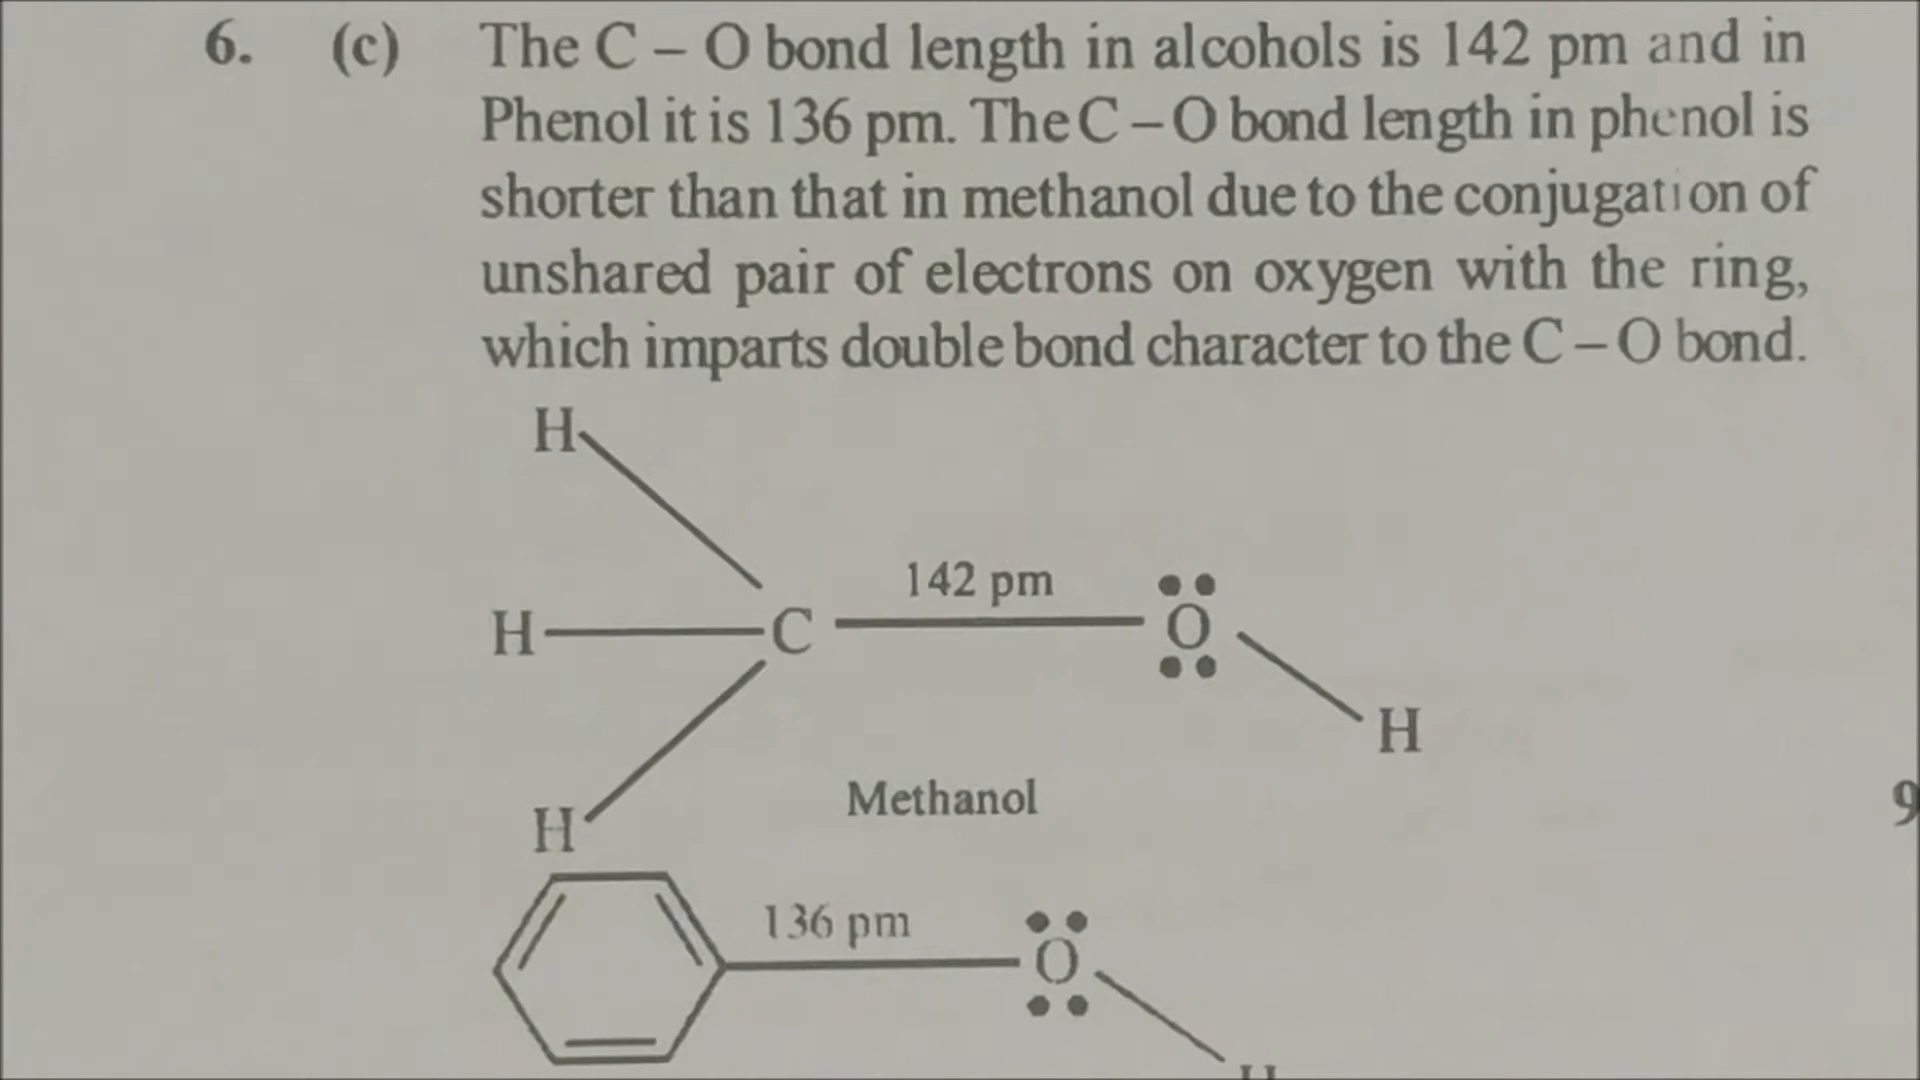 6. (c) The C – O bond length in alcohols is 142 pm and in
Phenol it is 136 pm. The C – O bond length in phenol is
shorter than that in methanol due to the conjugation of
unshared pair of electrons on oxygen with the ring,
which imparts double bond character to the C – O bond.
H
142 pm
H C O
H
Methanol
9
H
136 pm
O
H